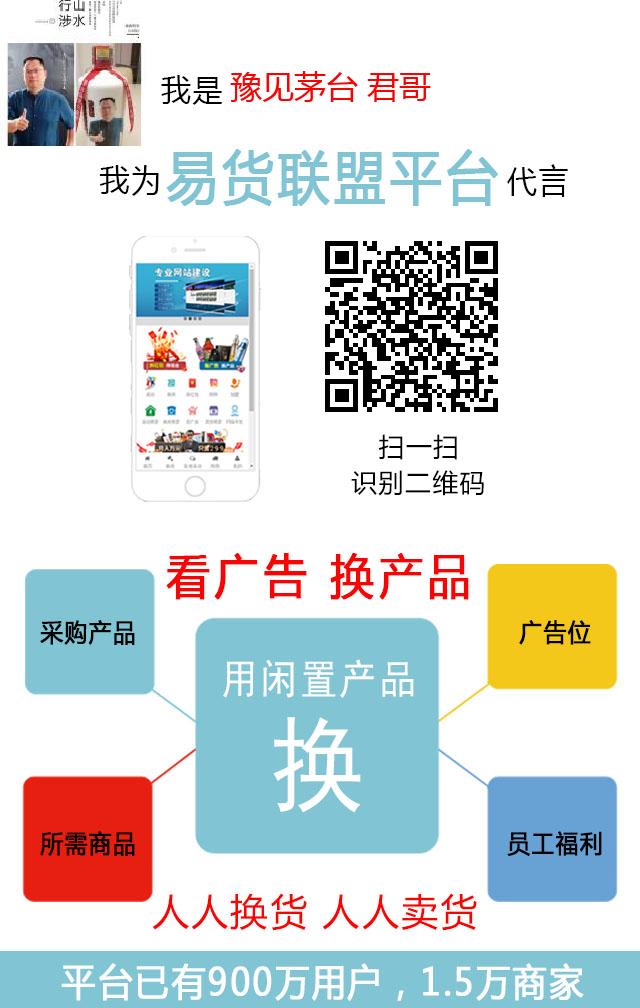 行山
涉水
我是 豫见茅台 君哥
我为 易货联盟平台 代言
专业网站建设
扫一扫
识别二维码
看广告 换产品
采购产品
广告位
用闲置产品
换
所需商品
员工福利
人人换货 人人卖货
平台已有900万用户，1.5万商家